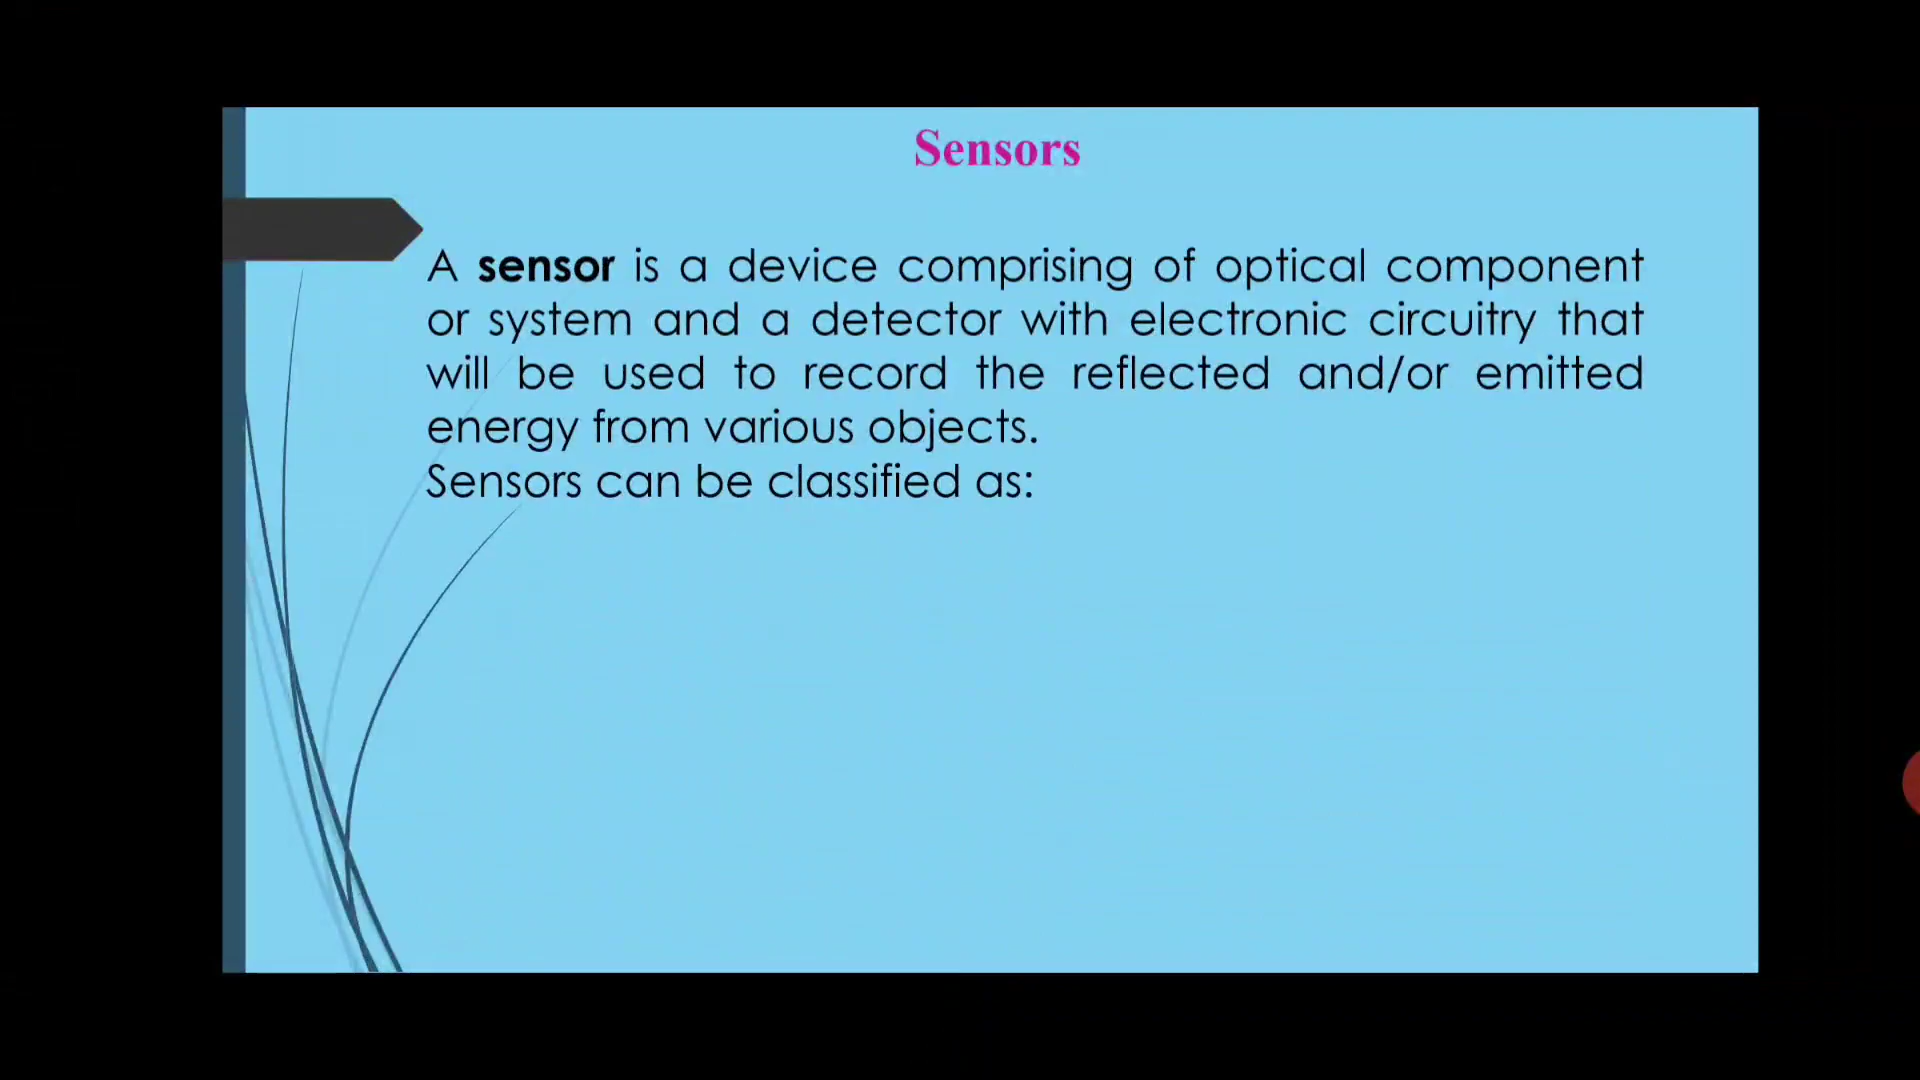 Sensors
A sensor is a device comprising of optical component
or system and a detector with electronic circuitry that
will be used to record the reflected and/or emitted
energy from various objects.
Sensors can be classified as: